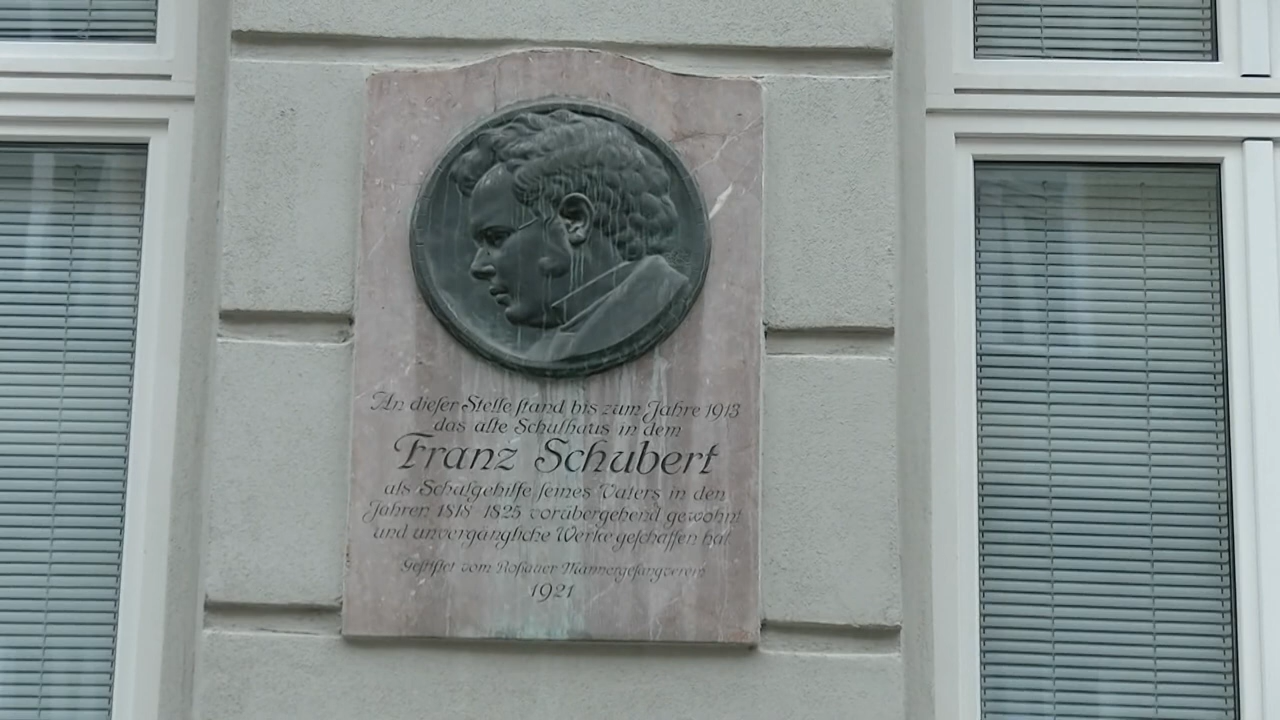 An dieser Stelle stand bis zum Jahre 1913
das alte Schulhaus in dem
Franz Schubert
als Schulgehilfe seines Vaters in den
Jahren 1818 1825 vorübergehend gewohnt
und unvergängliche Werke geschaffen hat
Gestiftet vom Roßauer Männergesangverein
1921